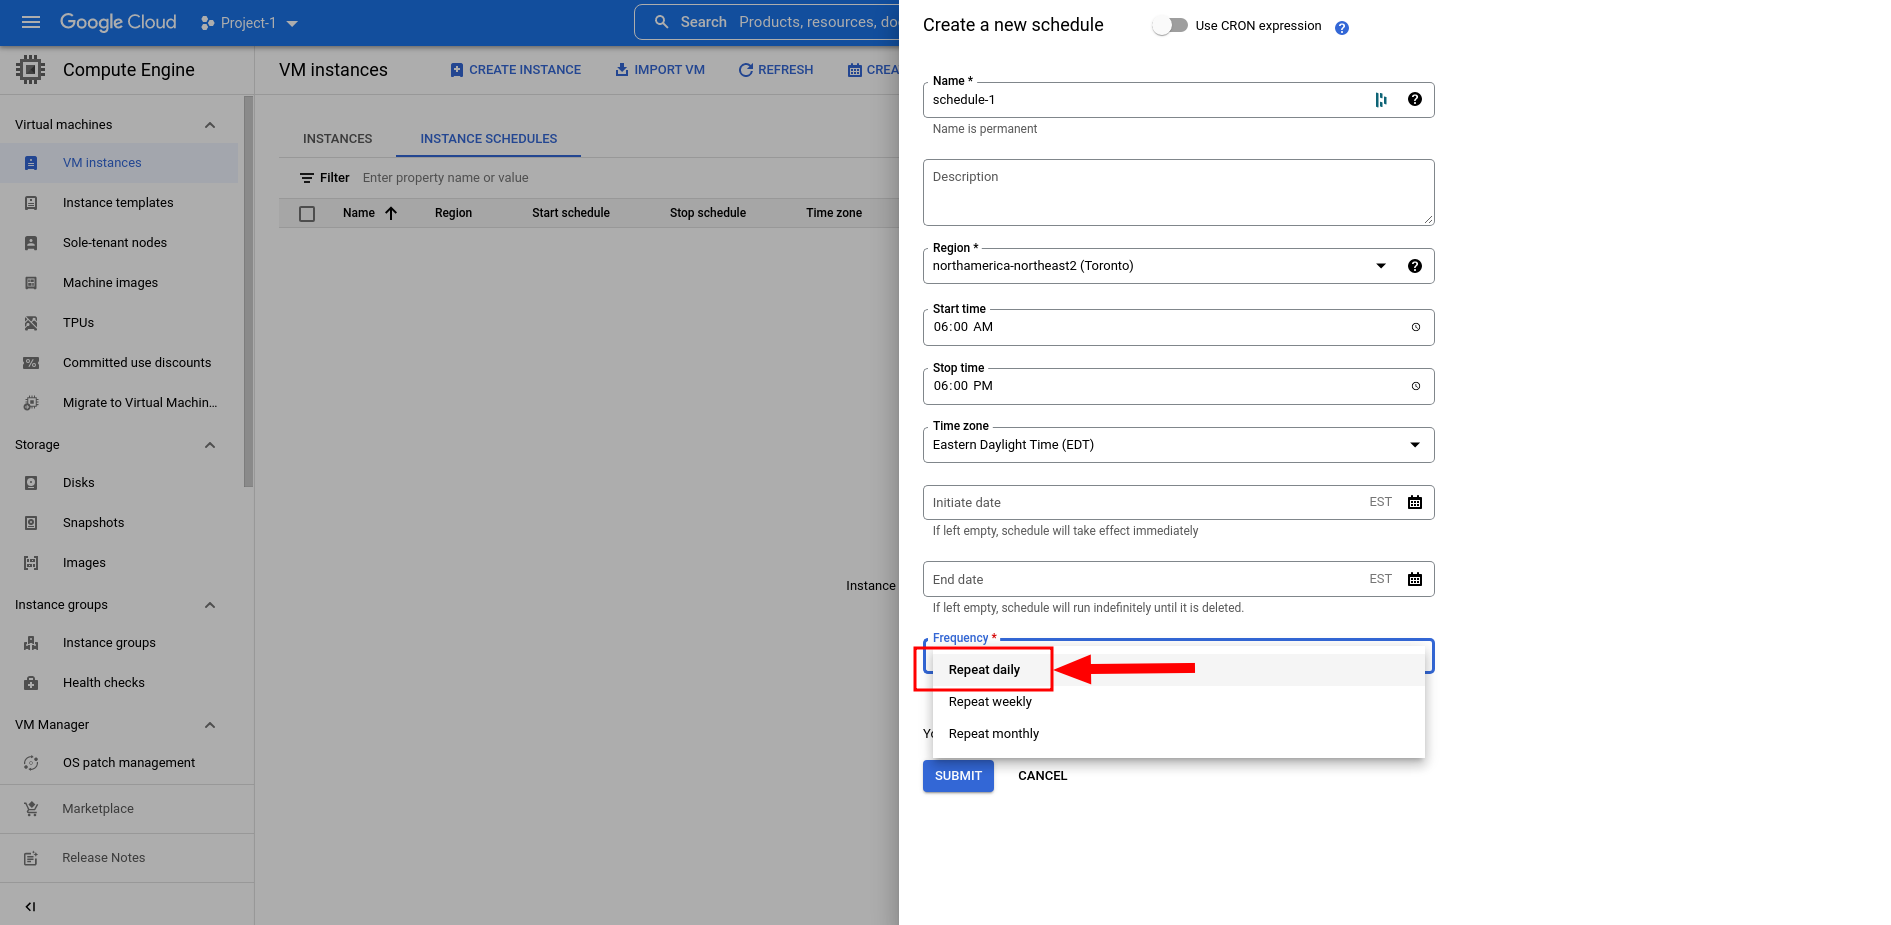 Google Cloud
Project-1
Search Products, resources, do
Compute Engine
Virtual machines
VM instances
Instance templates
Sole-tenant nodes
Machine images
TPUs
Committed use discounts
Migrate to Virtual Machin...
Storage
Disks
Snapshots
Images
Instance groups
Instance groups
Health checks
VM Manager
OS patch management
Marketplace
Release Notes
VM instances
CREATE INSTANCE
IMPORT VM
REFRESH
CREA
INSTANCES
INSTANCE SCHEDULES
Filter Enter property name or value
Name Region Start schedule Stop schedule Time zone
Instance
Create a new schedule
Use CRON expression
Name *
schedule-1
Name is permanent
Description
Region *
northamerica-northeast2 (Toronto)
Start time
06:00 AM
Stop time
06:00 PM
Time zone
Eastern Daylight Time (EDT)
Initiate date EST
If left empty, schedule will take effect immediately
End date EST
If left empty, schedule will run indefinitely until it is deleted.
Frequency *
Repeat daily
Repeat weekly
Repeat monthly
SUBMIT
CANCEL